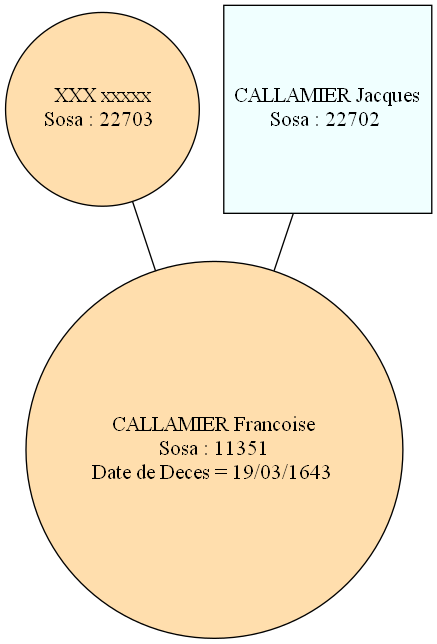 XXX xxxxx
Sosa : 22703
CALLAMIER Jacques
Sosa : 22702
CALLAMIER Francoise
Sosa : 11351
Date de Deces = 19/03/1643